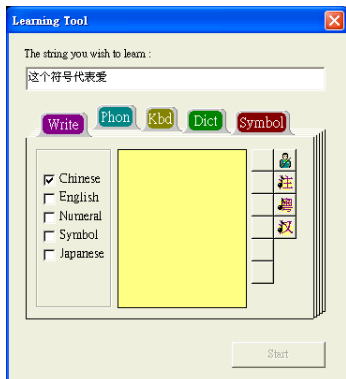 Learning Tool
The string you wish to learn :
这个符号代表爱
Write Phon Kbd Dict Symbol
Chinese
English
Numeral
Symbol
Japanese
注
粵
汉
Start